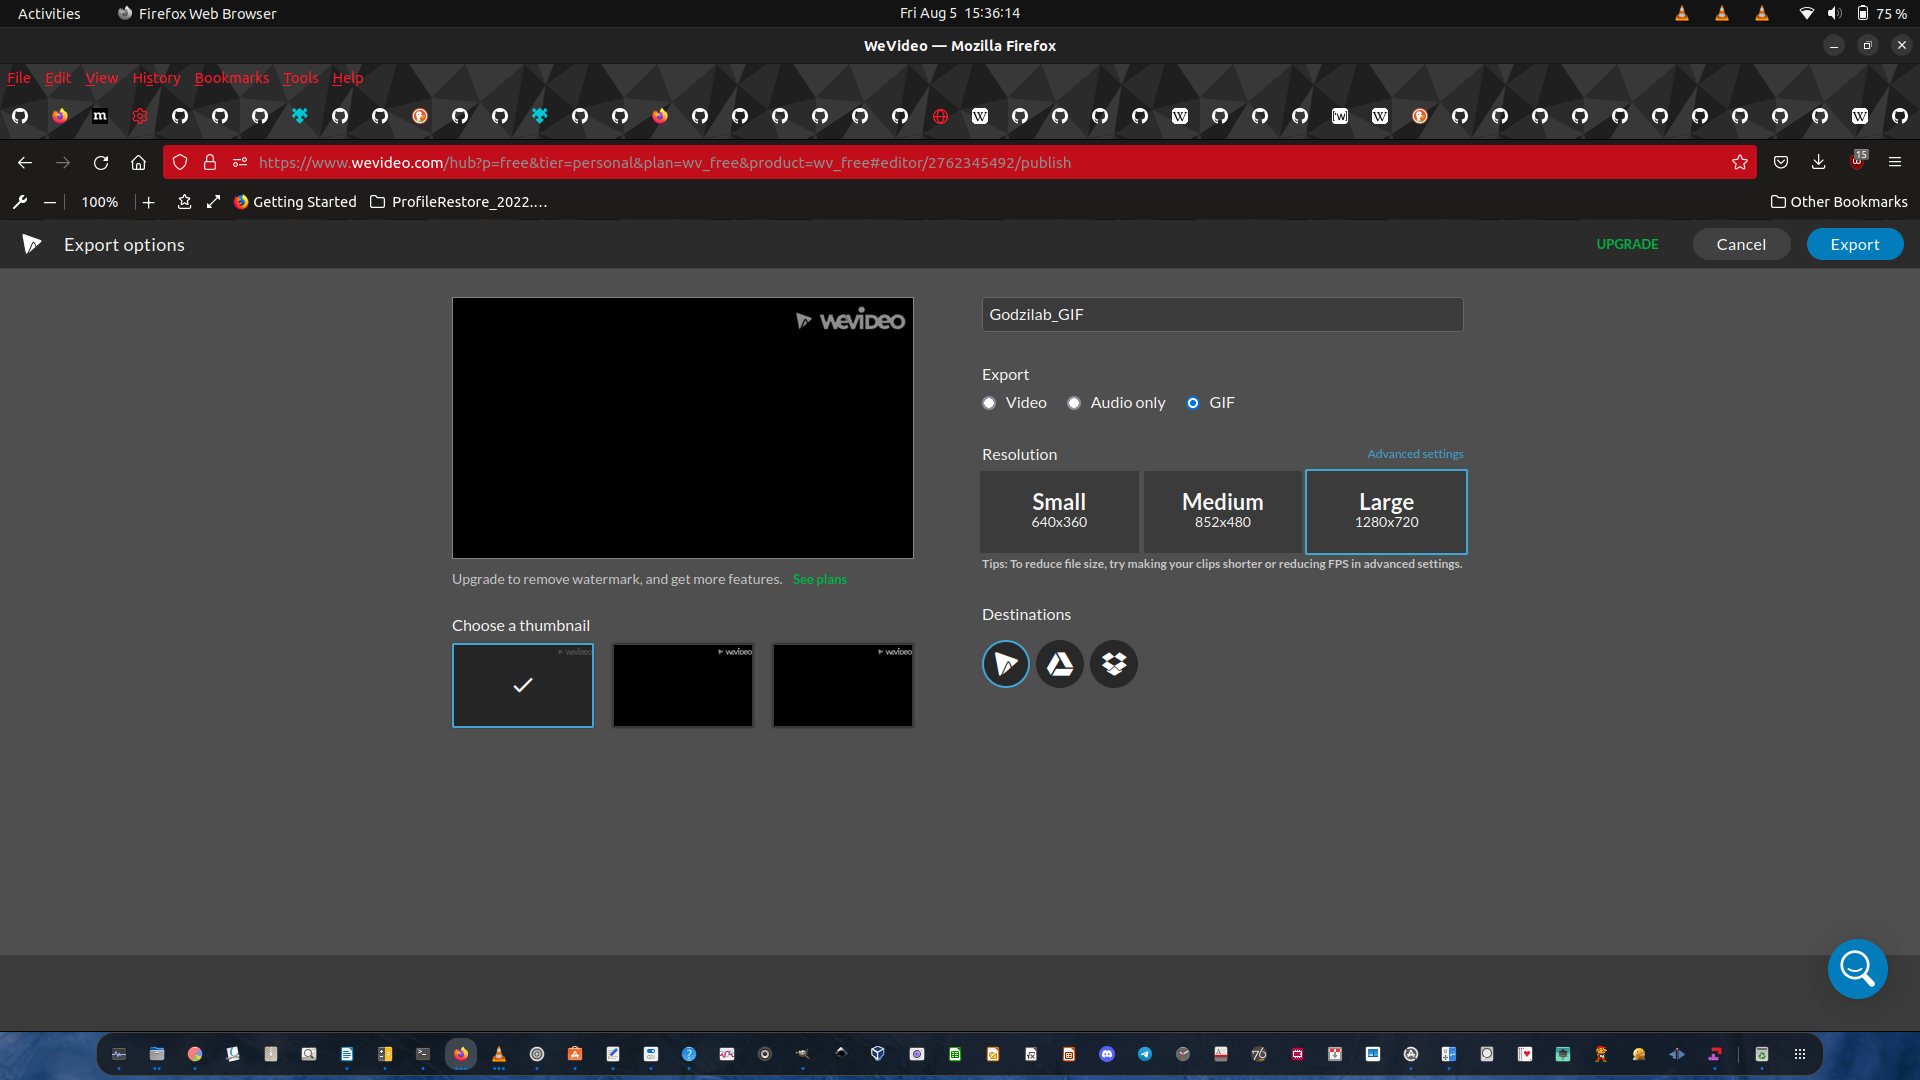 Activities Firefox Web Browser Fri Aug 5 15:36:14 75 %
WeVideo — Mozilla Firefox
File Edit View History Bookmarks Tools Help
https://www.wevideo.com/hub?p=free&tier=personal&plan=wv_free&product=wv_free#editor/2762345492/publish 15
100% Getting Started ProfileRestore_2022.... Other Bookmarks
Export options UPGRADE Cancel Export
WEVIDEO
Godzilab_GIF
Export
Video Audio only GIF
Resolution Advanced settings
Small Medium Large
640x360 852x480 1280x720
Tips: To reduce file size, try making your clips shorter or reducing FPS in advanced settings.
Upgrade to remove watermark, and get more features. See plans
Destinations
Choose a thumbnail
WEVIDEO WEVIDEO WEVIDEO